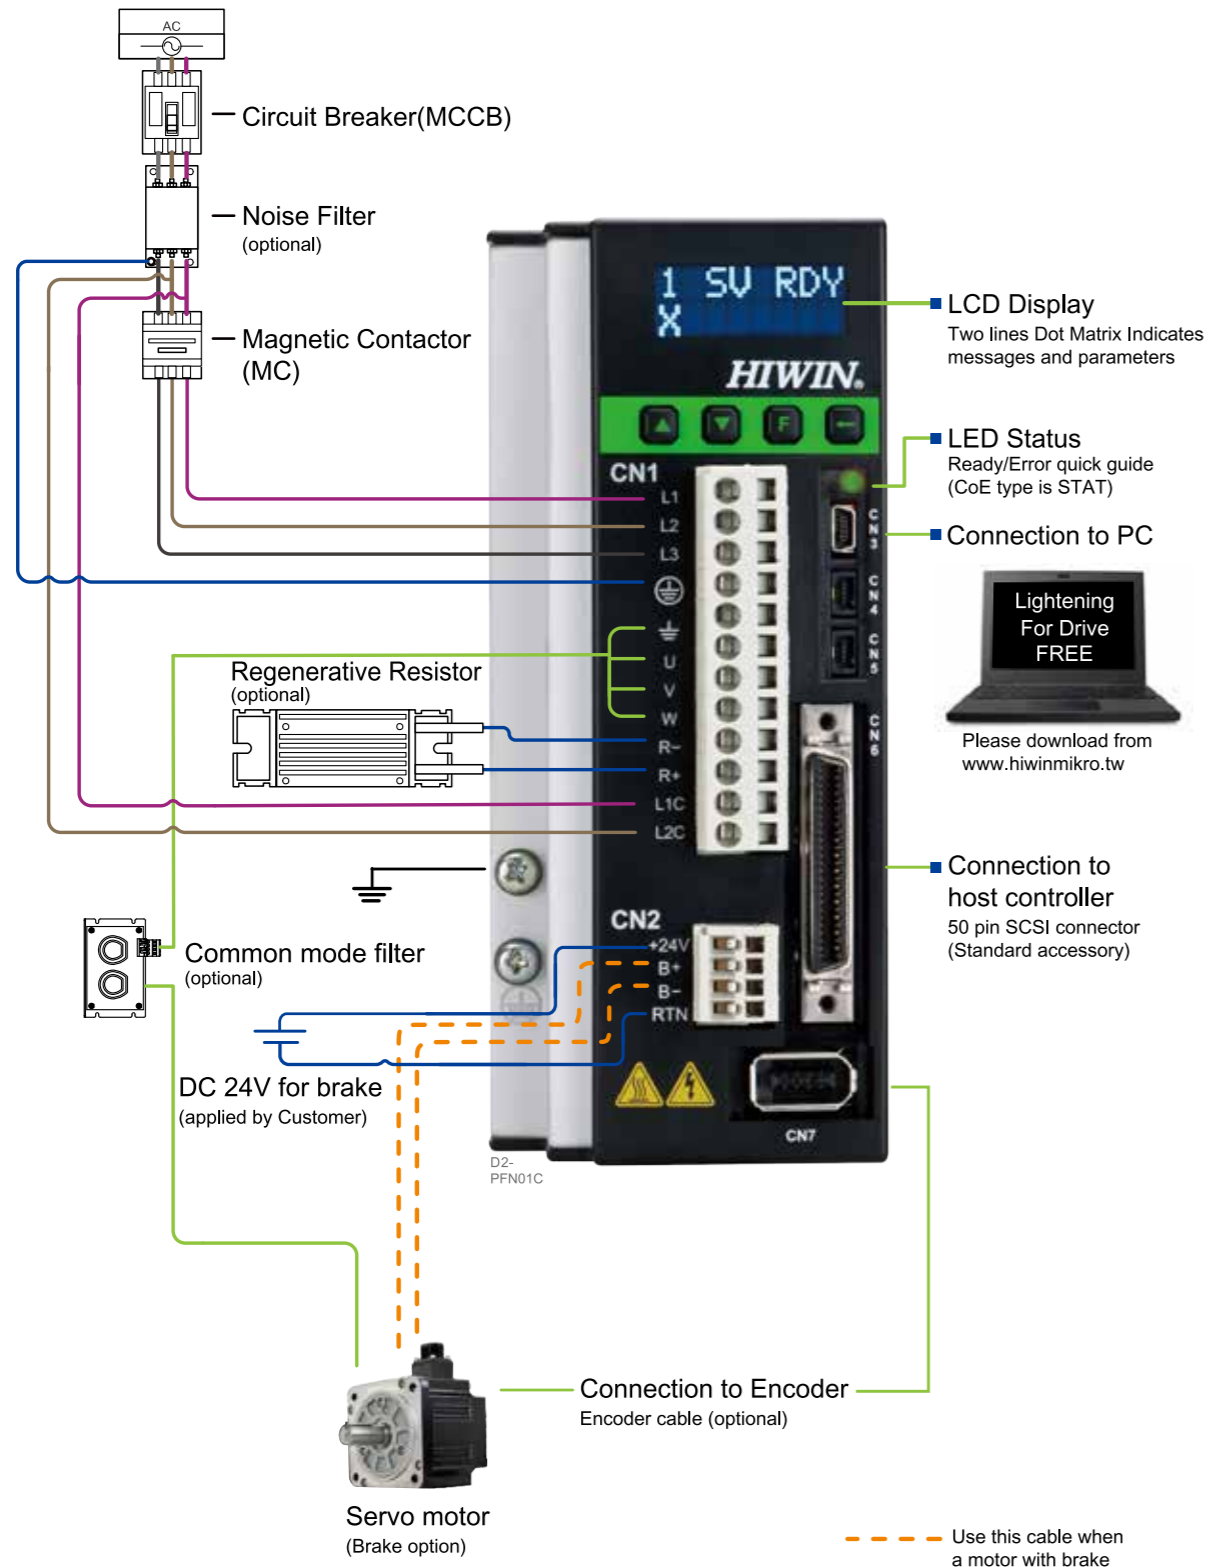 AC
Circuit Breaker(MCCB)
Noise Filter
(optional)
Magnetic Contactor
(MC)
1 SV RDY
X
HIWIN®
LCD Display
Two lines Dot Matrix Indicates
messages and parameters
F
LED Status
Ready/Error quick guide
(CoE type is STAT)
CN1
L1
L2
L3
U
V
W
R−
R+
L1C
L2C
CN3
CN4
CN5
CN6
Connection to PC
Lightening
For Drive
FREE
Please download from
www.hiwinmikro.tw
Regenerative Resistor
(optional)
Connection to
host controller
50 pin SCSI connector
(Standard accessory)
Common mode filter
(optional)
CN2
+24V
B+
B−
RTN
DC 24V for brake
(applied by Customer)
CN7
D2-
PFN01C
Connection to Encoder
Encoder cable (optional)
Servo motor
(Brake option)
Use this cable when
a motor with brake